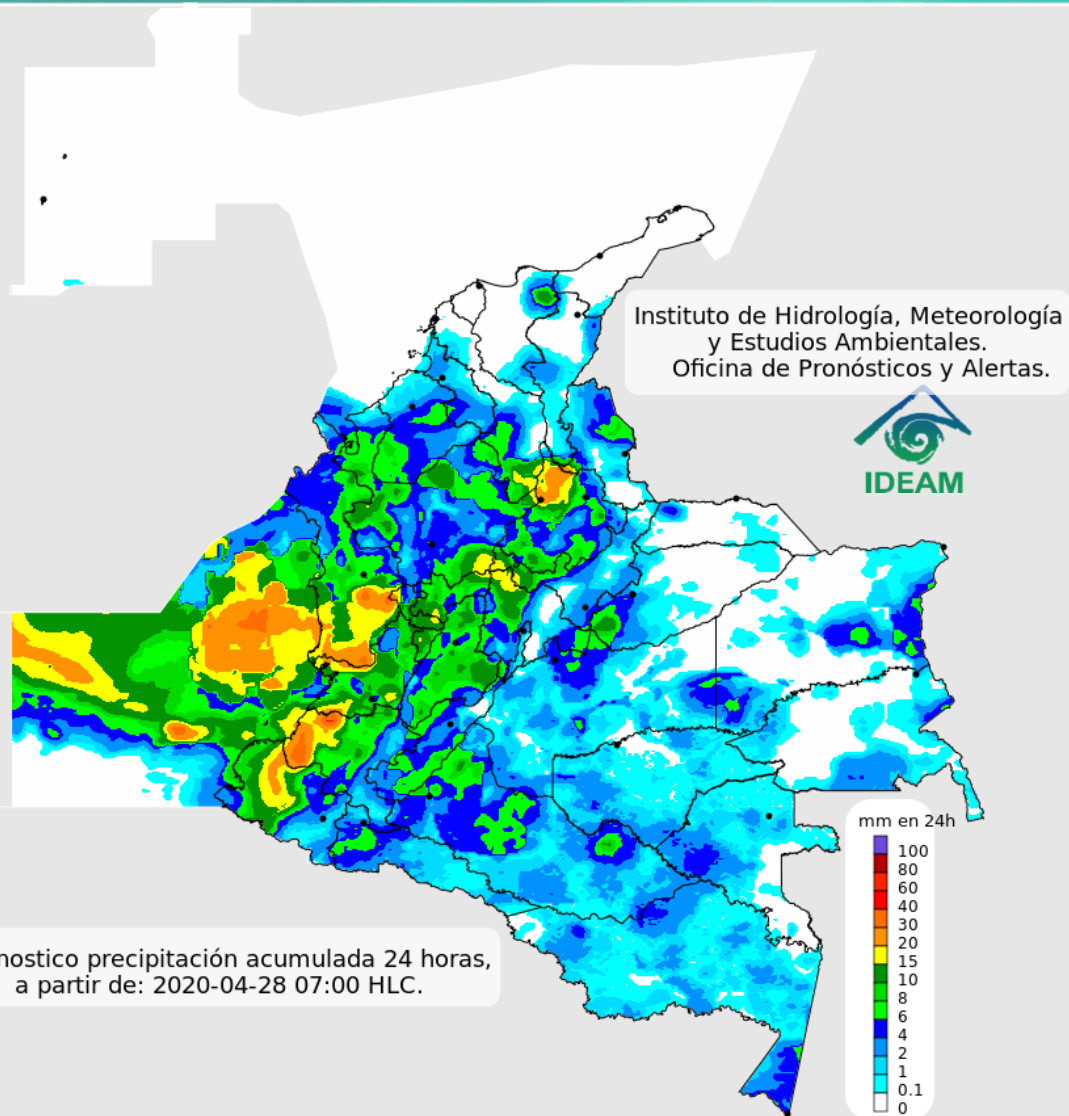 Instituto de Hidrología, Meteorología
y Estudios Ambientales.
Oficina de Pronósticos y Alertas.
IDEAM
mm en 24h
100
80
60
40
30
20
15
10
8
6
4
2
1
0.1
0
nostico precipitación acumulada 24 horas,
a partir de: 2020-04-28 07:00 HLC.